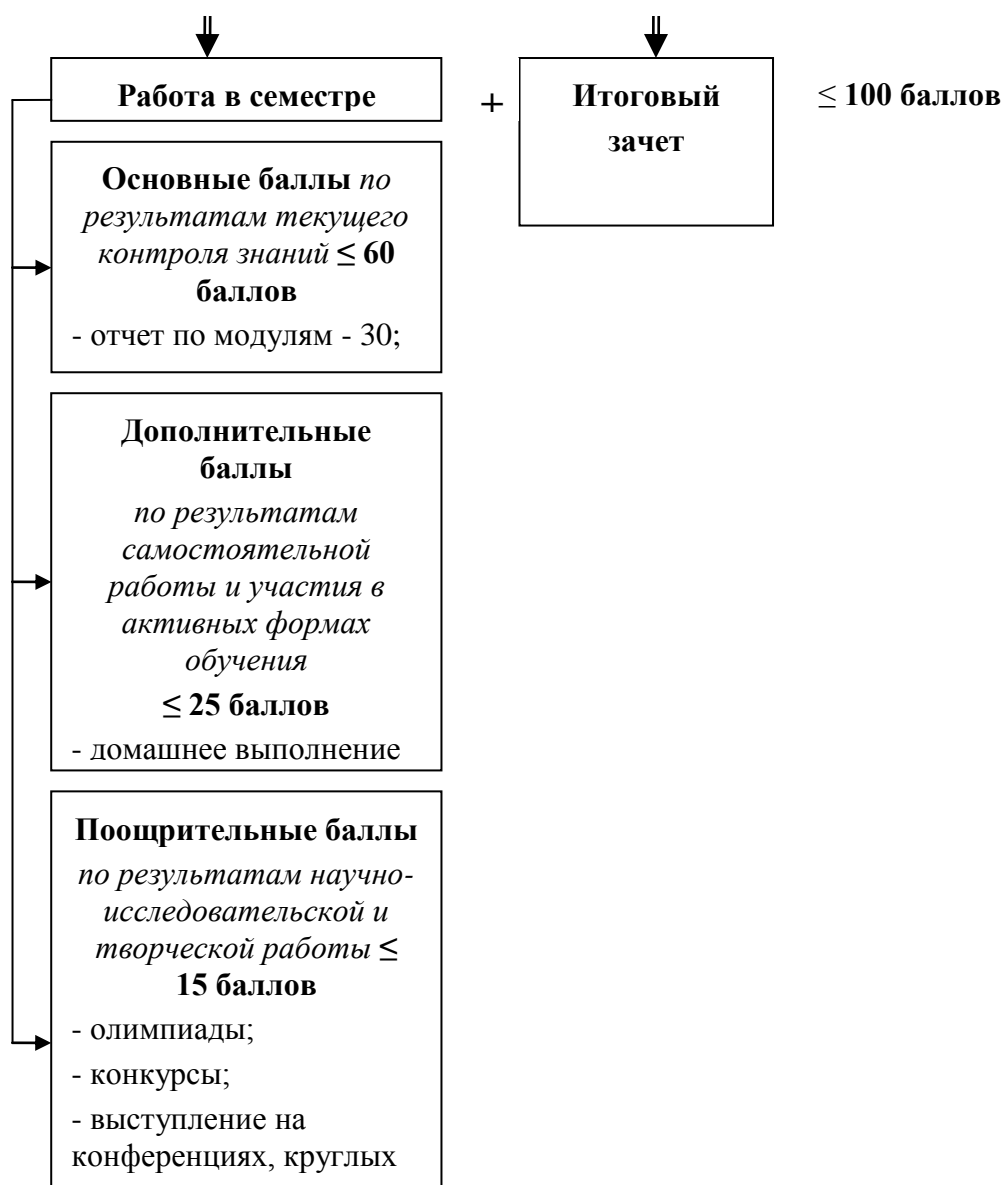 Работа в семестре
+
Итоговый
зачет
≤ 100 баллов
Основные баллы по
результатам текущего
контроля знаний ≤ 60
баллов
- отчет по модулям - 30;
Дополнительные
баллы
по результатам
самостоятельной
работы и участия в
активных формах
обучения
≤ 25 баллов
- домашнее выполнение
Поощрительные баллы
по результатам научно-
исследовательской и
творческой работы ≤
15 баллов
- олимпиады;
- конкурсы;
- выступление на
конференциях, круглых